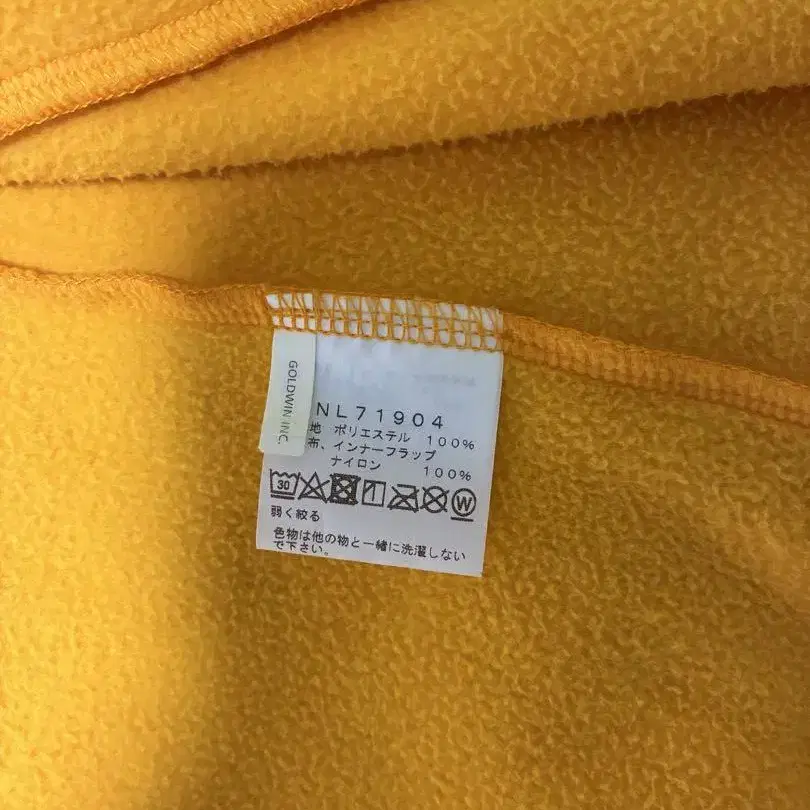 GOLDWIN INC.
NL71904
地 ポリエステル 100%
布、インナーフラップ
ナイロン 100%
30 W
弱く絞る
色物は他の物と一緒に洗濯しない
で下さい。